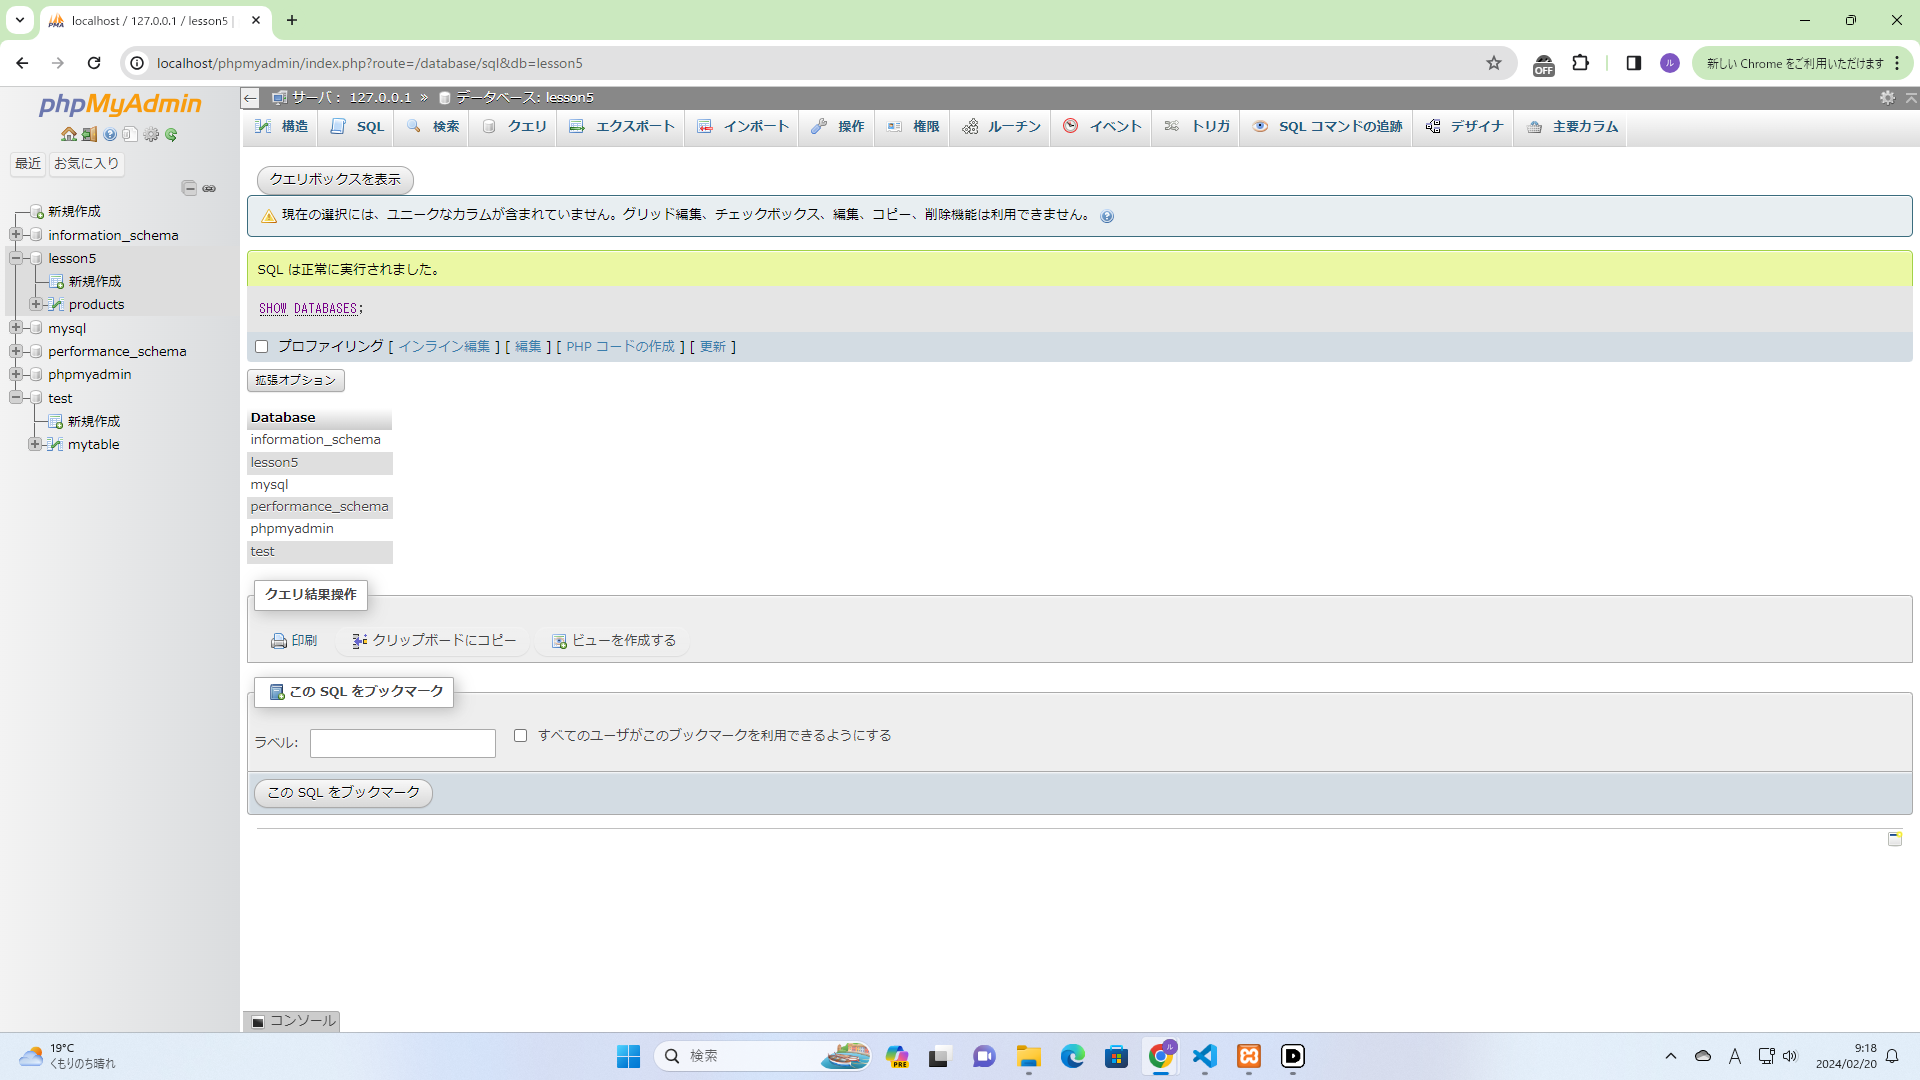 localhost / 127.0.0.1 / lesson5 |
localhost/phpmyadmin/index.php?route=/database/sql&db=lesson5
OFF
ル
新しい Chrome をご利用いただけます
phpMyAdmin
最近 お気に入り
新規作成
information_schema
lesson5
新規作成
products
mysql
performance_schema
phpmyadmin
test
新規作成
mytable
サーバ: 127.0.0.1 » データベース: lesson5
構造 SQL 検索 クエリ エクスポート インポート 操作 権限 ルーチン イベント トリガ SQL コマンドの追跡 デザイナ 主要カラム
クエリボックスを表示
現在の選択には、ユニークなカラムが含まれていません。グリッド編集、チェックボックス、編集、コピー、削除機能は利用できません。
SQL は正常に実行されました。
SHOW DATABASES;
プロファイリング [ インライン編集 ] [ 編集 ] [ PHP コードの作成 ] [ 更新 ]
拡張オプション
Database
information_schema
lesson5
mysql
performance_schema
phpmyadmin
test
クエリ結果操作
印刷 クリップボードにコピー ビューを作成する
この SQL をブックマーク
ラベル: すべてのユーザがこのブックマークを利用できるようにする
この SQL をブックマーク
コンソール
19°C
くもりのち晴れ
検索
PRE
ル
D
A
9:18
2024/02/20